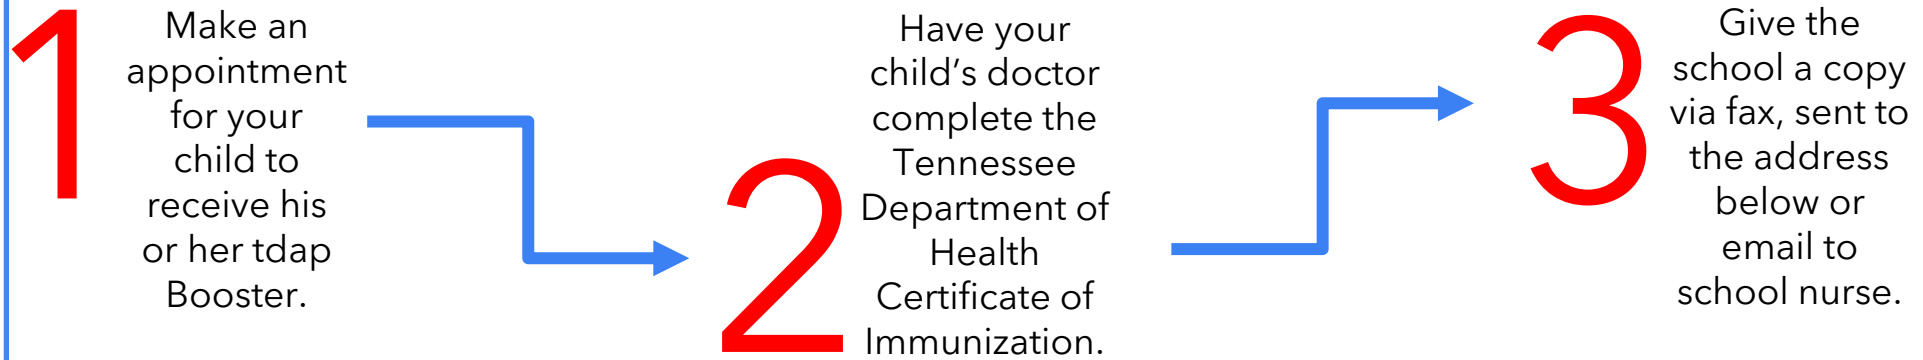 1
Make an
appointment
for your
child to
receive his
or her tdap
Booster.
2
Have your
child’s doctor
complete the
Tennessee
Department of
Health
Certificate of
Immunization.
3
Give the
school a copy
via fax, sent to
the address
below or
email to
school nurse.